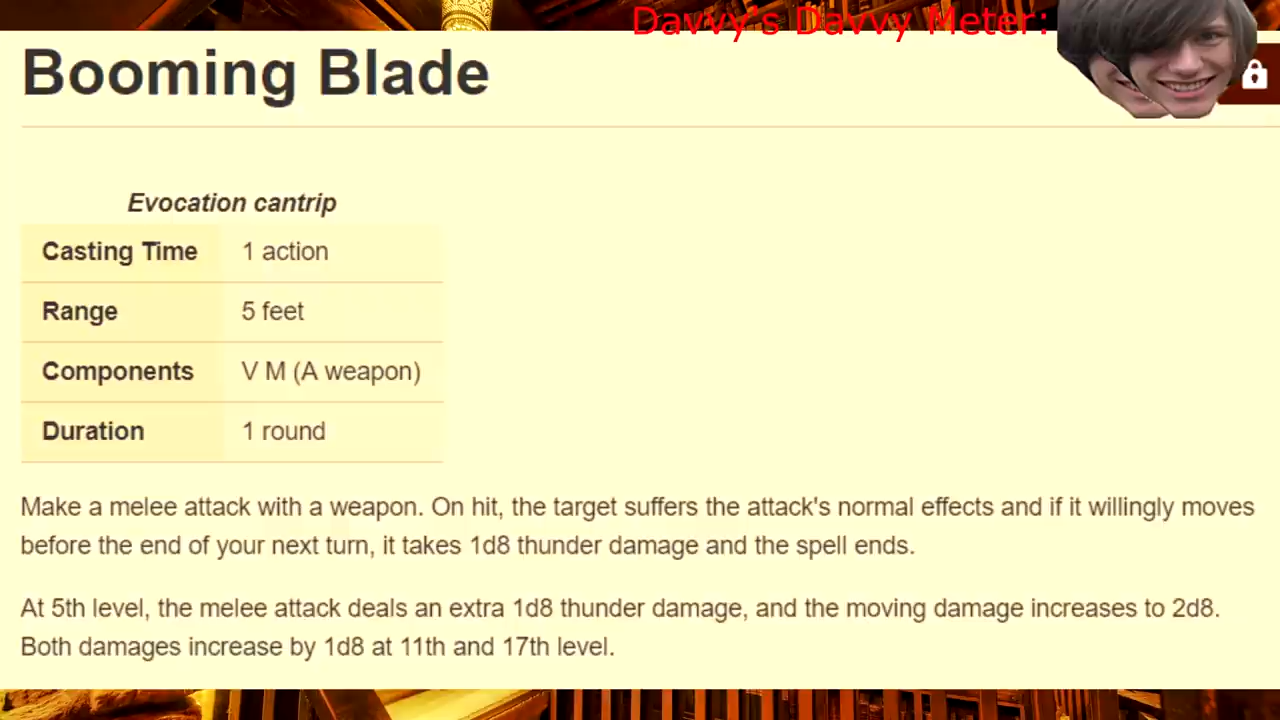 Davvy's Davvy Meter:
Booming Blade
Evocation cantrip
Casting Time 1 action
Range 5 feet
Components V M (A weapon)
Duration 1 round
Make a melee attack with a weapon. On hit, the target suffers the attack's normal effects and if it willingly moves
before the end of your next turn, it takes 1d8 thunder damage and the spell ends.
At 5th level, the melee attack deals an extra 1d8 thunder damage, and the moving damage increases to 2d8.
Both damages increase by 1d8 at 11th and 17th level.